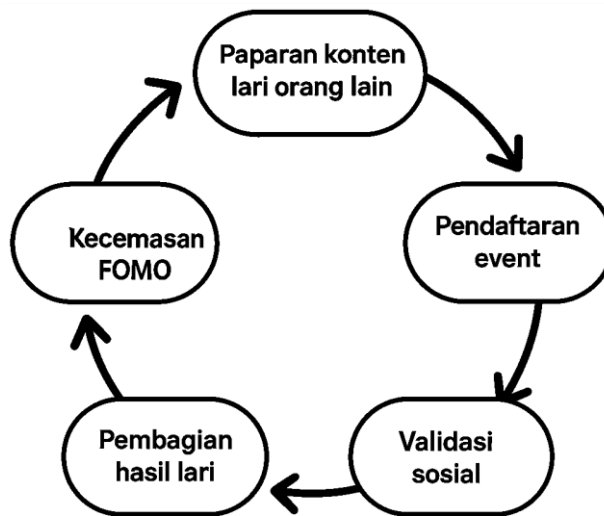 Paparan konten
lari orang lain
Pendaftaran
event
Validasi
sosial
Pembagian
hasil lari
Kecemasan
FOMO